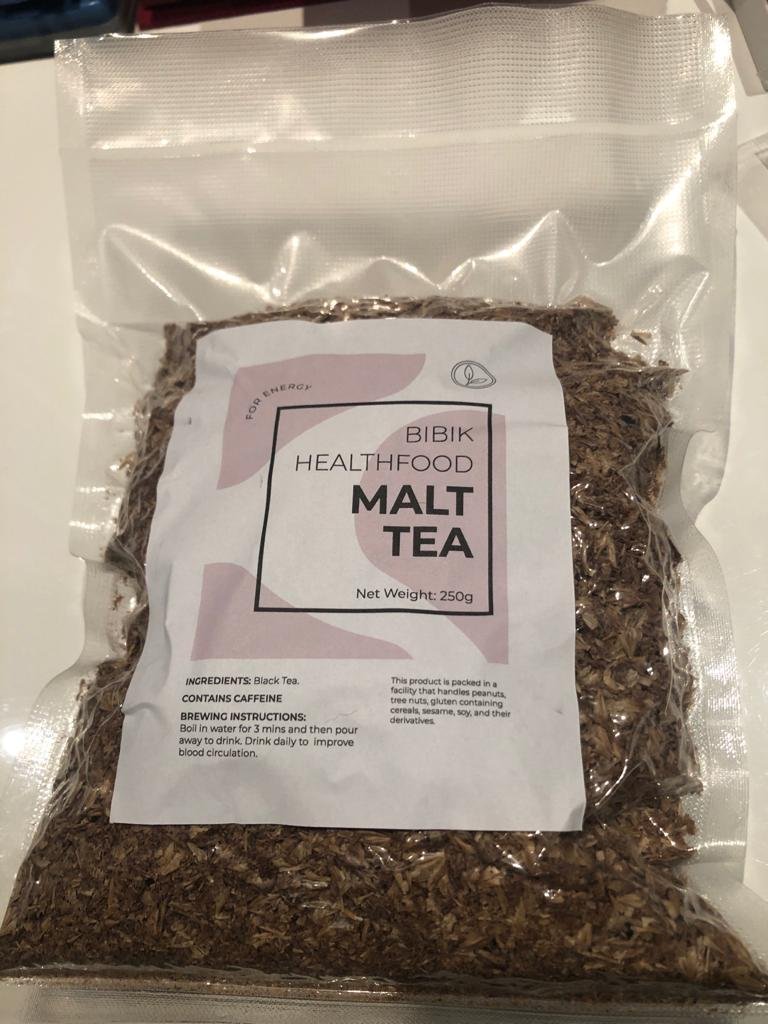 FOR ENERGY
BIBIK
HEALTHFOOD
MALT
TEA
Net Weight: 250g
INGREDIENTS: Black Tea.
CONTAINS CAFFEINE
BREWING INSTRUCTIONS:
Boil in water for 3 mins and then pour
away to drink. Drink daily to improve
blood circulation.
This product is packed in a
facility that handles peanuts,
tree nuts, gluten containing
cereals, sesame, soy, and their
derivatives.